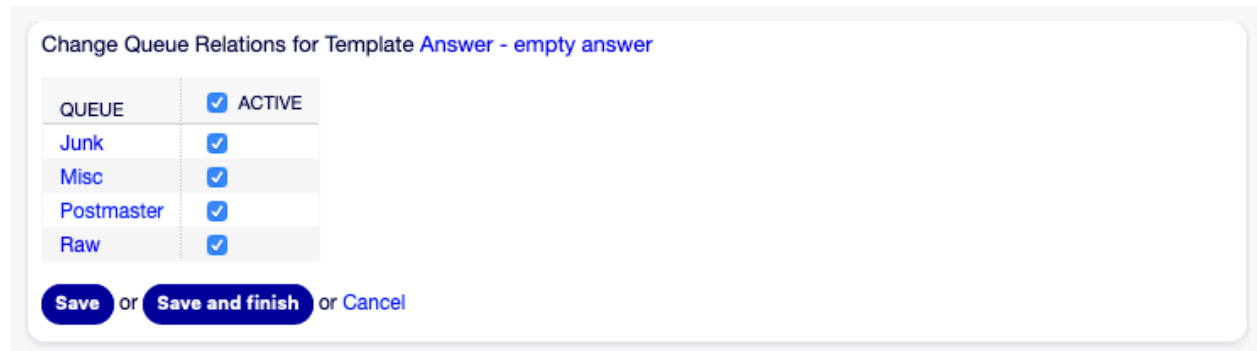 Change Queue Relations for Template Answer - empty answer
QUEUE ACTIVE
Junk
Misc
Postmaster
Raw
Save or Save and finish or Cancel